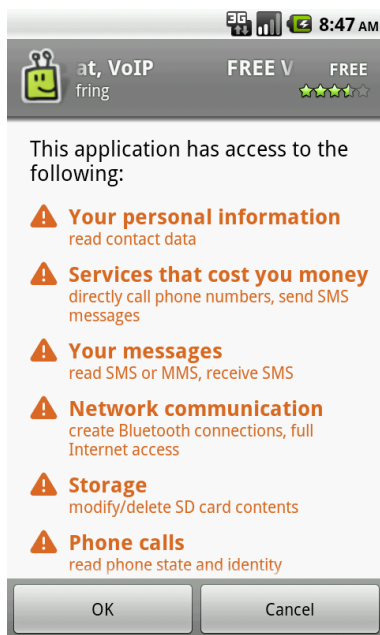 3G 8:47 AM
at, VoIP FREE V FREE
fring
This application has access to the
following:
Your personal information
read contact data
Services that cost you money
directly call phone numbers, send SMS
messages
Your messages
read SMS or MMS, receive SMS
Network communication
create Bluetooth connections, full
Internet access
Storage
modify/delete SD card contents
Phone calls
read phone state and identity
OK Cancel